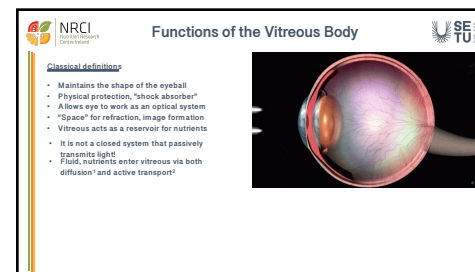 NRCI
Nutrition Research
Centre Ireland
Functions of the Vitreous Body
SE
TU
Classical definitions
• Maintains the shape of the eyeball
• Physical protection, "shock absorber"
• Allows eye to work as an optical system
• "Space" for refraction, image formation
• Vitreous acts as a reservoir for nutrients
• It is not a closed system that passively
transmits light!
• Fluid, nutrients enter vitreous via both
diffusion¹ and active transport²